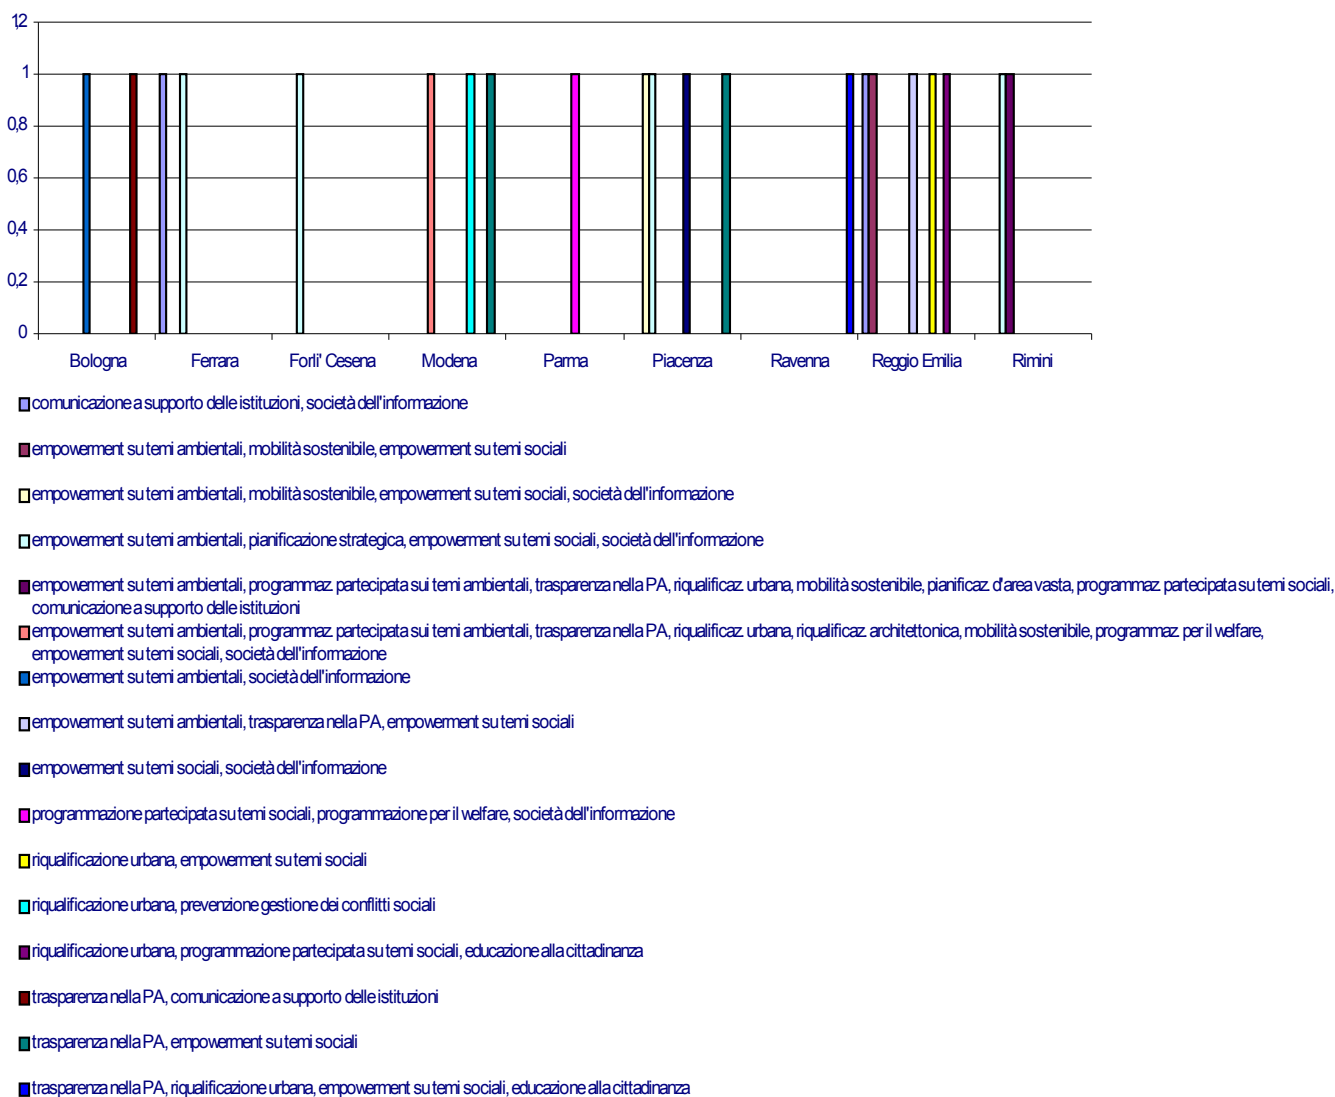 1,2
1
0,8
0,6
0,4
0,2
0
Bologna Ferrara Forli' Cesena Modena Parma Piacenza Ravenna Reggio Emilia Rimini
comunicazione a supporto delle istituzioni, società dell'informazione
empowerment su temi ambientali, mobilità sostenibile, empowerment su temi sociali
empowerment su temi ambientali, mobilità sostenibile, empowerment su temi sociali, società dell'informazione
empowerment su temi ambientali, pianificazione strategica, empowerment su temi sociali, società dell'informazione
empowerment su temi ambientali, programmaz. partecipata sui temi ambientali, trasparenza nella PA, riqualificaz. urbana, mobilità sostenibile, pianificaz. d'area vasta, programmaz. partecipata su temi sociali,
comunicazione a supporto delle istituzioni
empowerment su temi ambientali, programmaz. partecipata sui temi ambientali, trasparenza nella PA, riqualificaz. urbana, riqualificaz. architettonica, mobilità sostenibile, programmaz. per il welfare,
empowerment su temi sociali, società dell'informazione
empowerment su temi ambientali, società dell'informazione
empowerment su temi ambientali, trasparenza nella PA, empowerment su temi sociali
empowerment su temi sociali, società dell'informazione
programmazione partecipata su temi sociali, programmazione per il welfare, società dell'informazione
riqualificazione urbana, empowerment su temi sociali
riqualificazione urbana, prevenzione gestione dei conflitti sociali
riqualificazione urbana, programmazione partecipata su temi sociali, educazione alla cittadinanza
trasparenza nella PA, comunicazione a supporto delle istituzioni
trasparenza nella PA, empowerment su temi sociali
trasparenza nella PA, riqualificazione urbana, empowerment su temi sociali, educazione alla cittadinanza